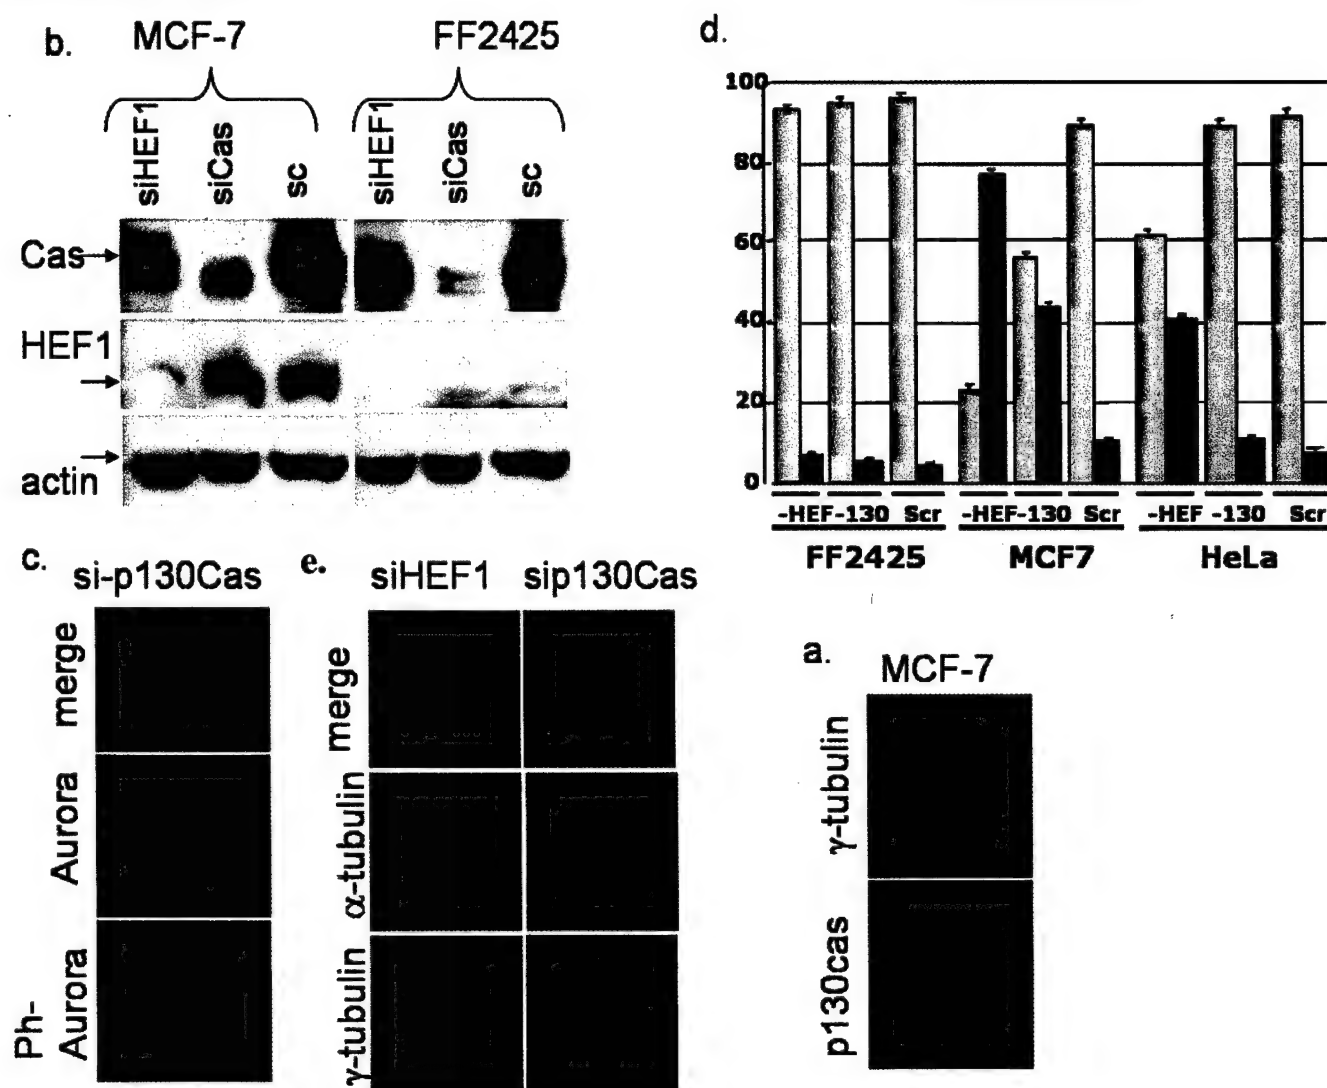 b.
MCF-7 FF2425
siHEF1 siCas sc siHEF1 siCas sc
Cas
HEF1
actin
d.
100
80
60
40
20
0
-HEF -130 Scr -HEF -130 Scr -HEF -130 Scr
FF2425 MCF7 HeLa
c.
si-p130Cas
merge
Aurora
Ph-
Aurora
e.
siHEF1 sip130Cas
merge
α-tubulin
γ-tubulin
a.
MCF-7
γ-tubulin
p130cas